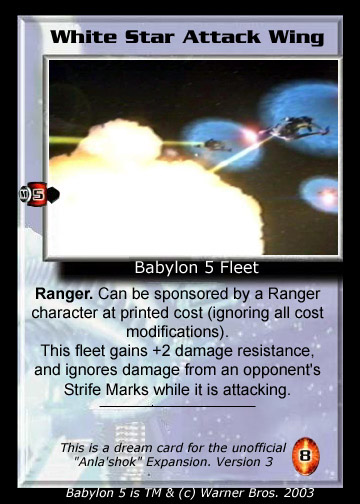 White Star Attack Wing
M 5
Babylon 5 Fleet
Ranger. Can be sponsored by a Ranger
character at printed cost (ignoring all cost
modifications).
This fleet gains +2 damage resistance,
and ignores damage from an opponent's
Strife Marks while it is attacking.
This is a dream card for the unofficial
"Anla'shok" Expansion. Version 3
.
8
Babylon 5 is TM & (c) Warner Bros. 2003